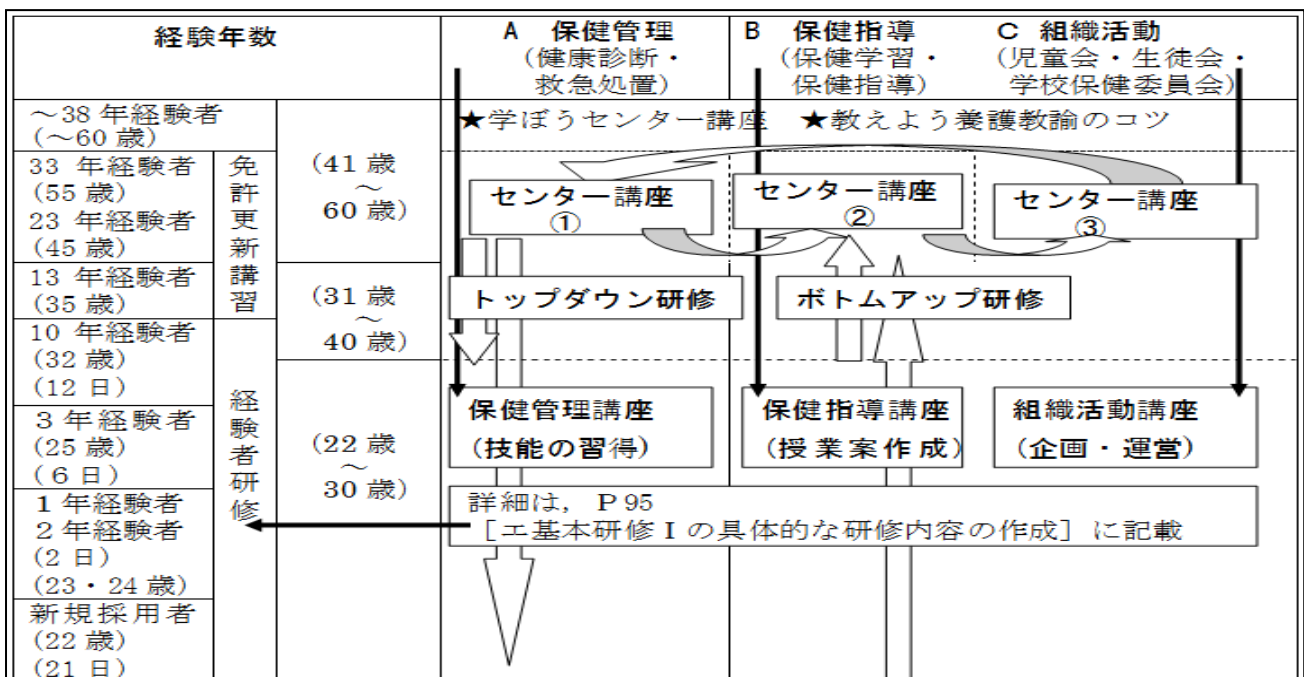 経験年数
A 保健管理
(健康診断・
救急処置)
B 保健指導
(保健学習・
保健指導)
C 組織活動
(児童会・生徒会・
学校保健委員会)
～38年経験者
(～60歳)
33 年経験者
(55歳)
23 年経験者
(45歳)
13 年経験者
(35歳)
10 年経験者
(32歳)
(12日)
3年経験者
(25歳)
(6日)
1年経験者
2年経験者
(2日)
(23・24歳)
新規採用者
(22歳)
(21日)
免許更新講習
経験者研修
(41歳
～
60歳)
(31歳
～
40歳)
(22歳
～
30歳)
★学ぼうセンター講座 ★教えよう養護教諭のコツ
センター講座
①
センター講座
②
センター講座
③
トップダウン研修
ボトムアップ研修
保健管理講座
(技能の習得)
保健指導講座
(授業案作成)
組織活動講座
(企画・運営)
詳細は，P95
［エ基本研修Ⅰの具体的な研修内容の作成］に記載